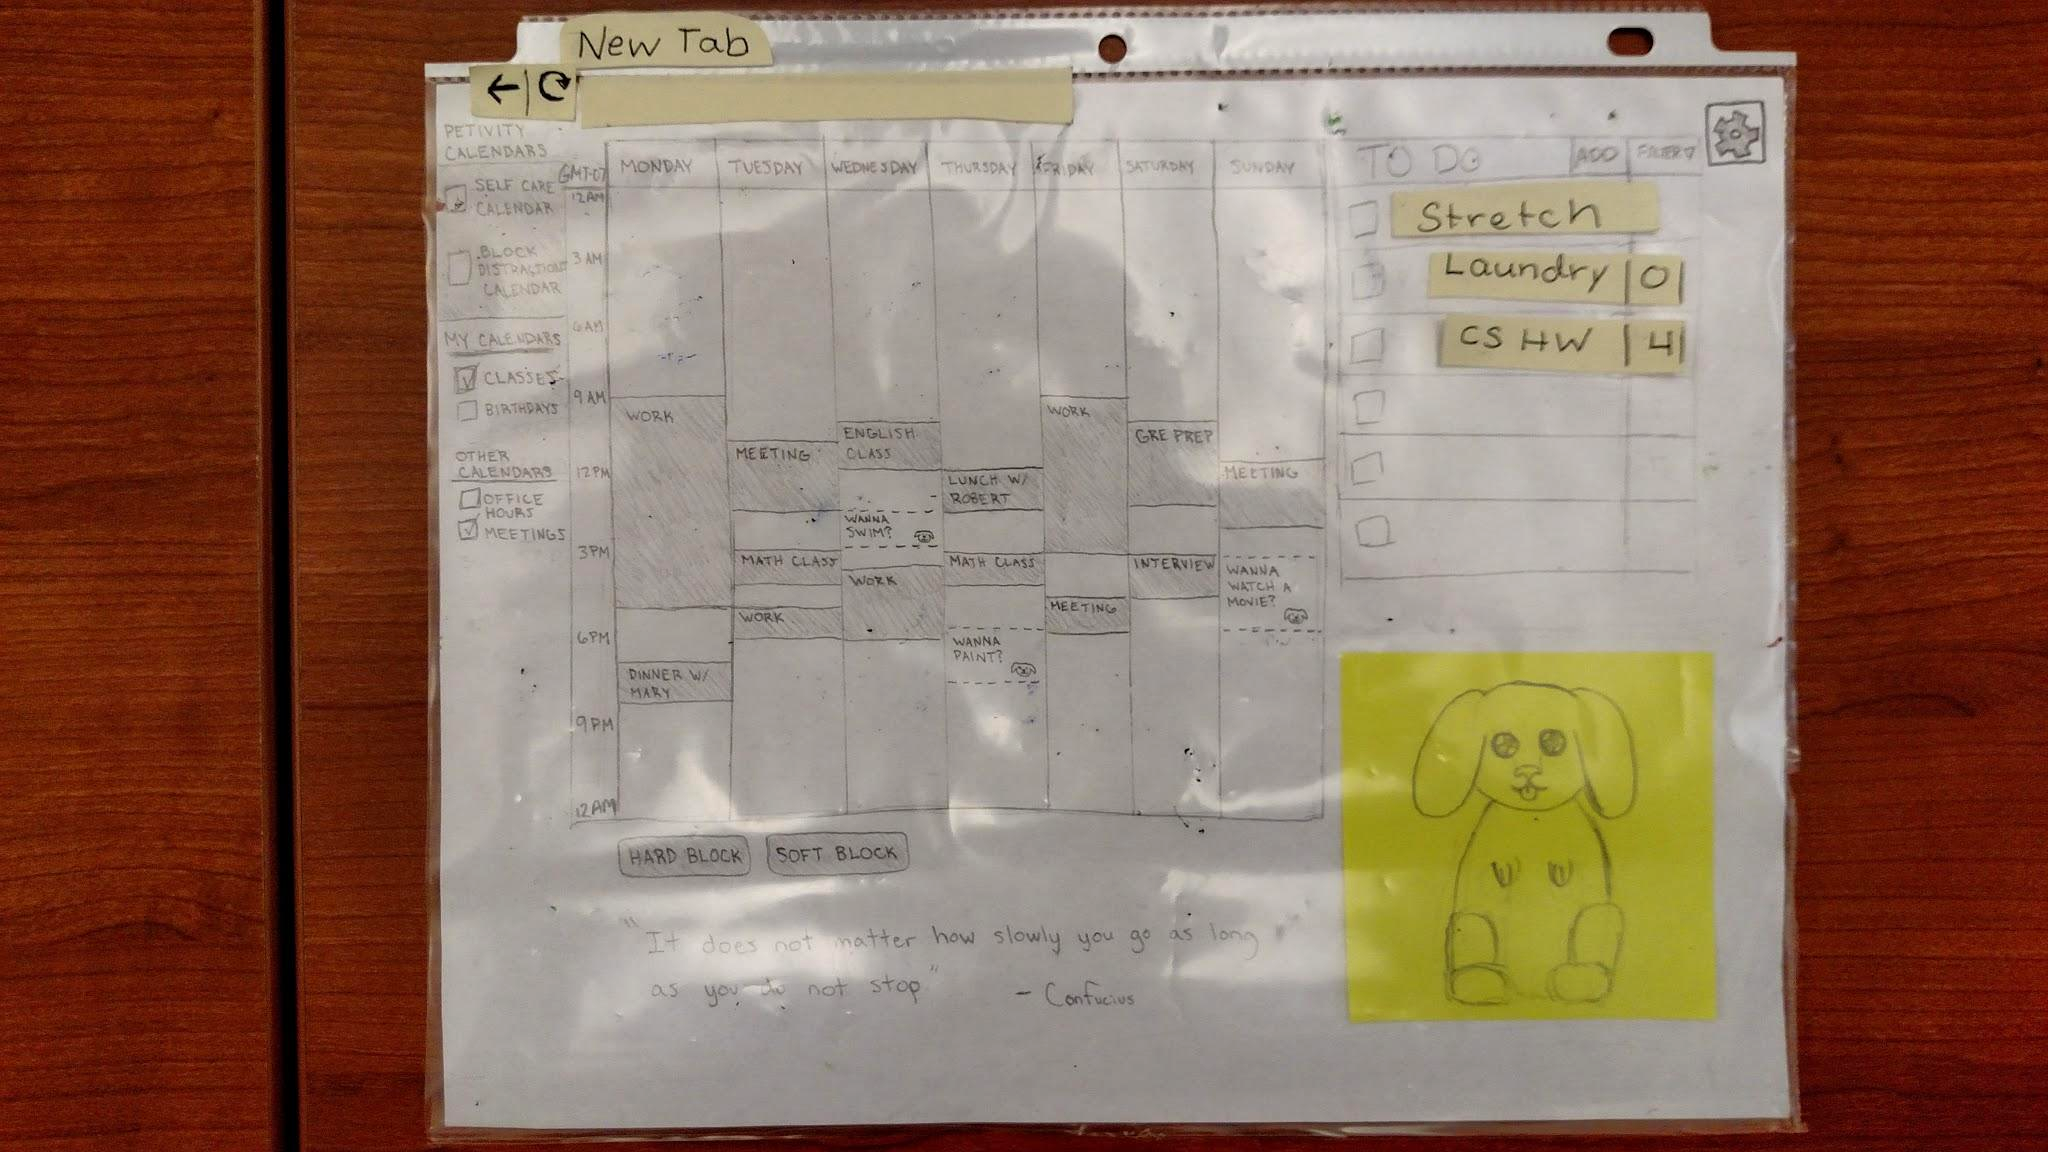 New Tab
PETIVITY
CALENDARS
SELF CARE
CALENDAR
BLOCK
DISTRACTIONS
CALENDAR
MY CALENDARS
CLASSES
BIRTHDAYS
OTHER
CALENDARS
OFFICE
HOURS
MEETINGS
GMT-07
12AM
3 AM
6AM
9 AM
12PM
3PM
6PM
9PM
12AM
MONDAY
WORK
DINNER W/
MARY
TUESDAY
MEETING
MATH CLASS
WORK
WEDNESDAY
ENGLISH
CLASS
WANNA
SWIM?
WORK
THURSDAY
LUNCH W/
ROBERT
MATH CLASS
WANNA
PAINT?
FRIDAY
WORK
MEETING
SATURDAY
GRE PREP
INTERVIEW
SUNDAY
MEETING
WANNA
WATCH A
MOVIE?
TO DO
ADD
FILTER
Stretch
Laundry 0
CS HW 4
HARD BLOCK
SOFT BLOCK
"It does not matter how slowly you go as long
as you do not stop"
- Confucius